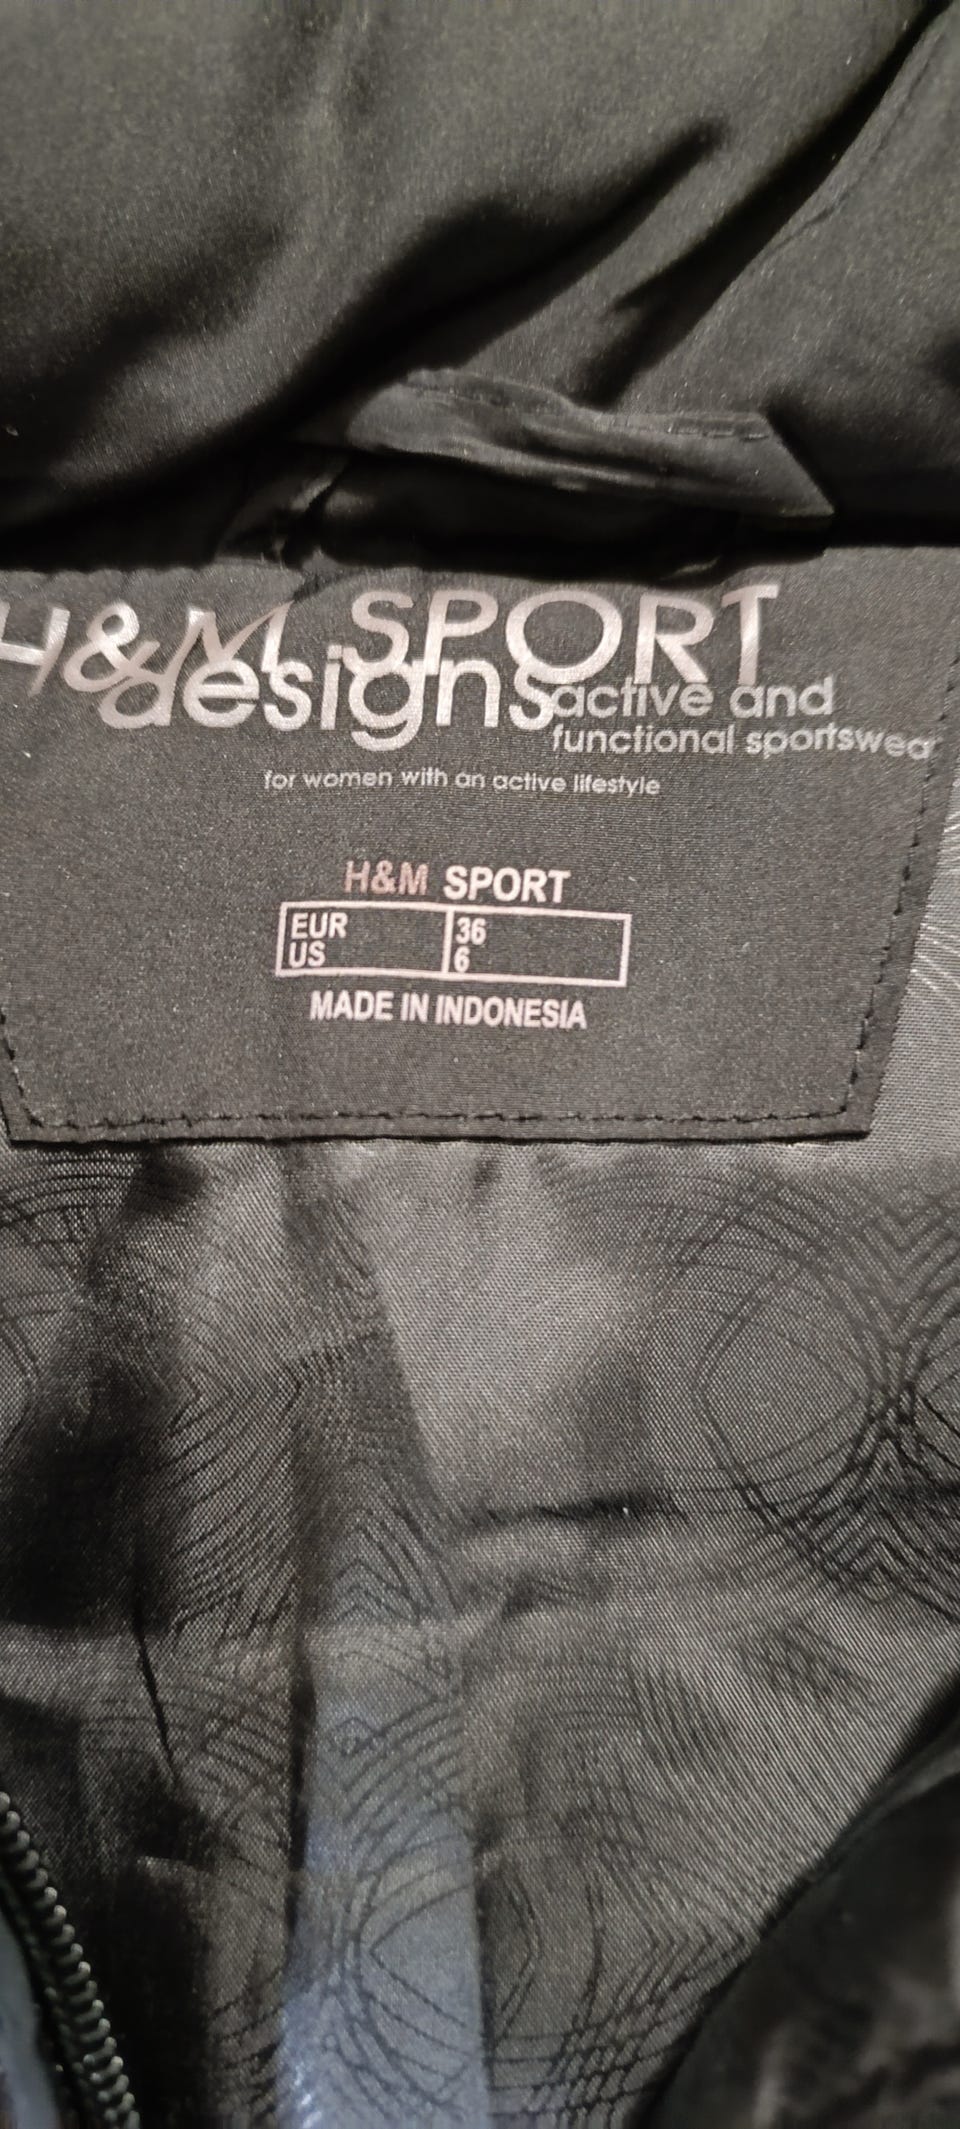 H&M SPORT
designs active and
functional sportswear
for women with an active lifestyle
H&M SPORT
EUR 36
US 6
MADE IN INDONESIA